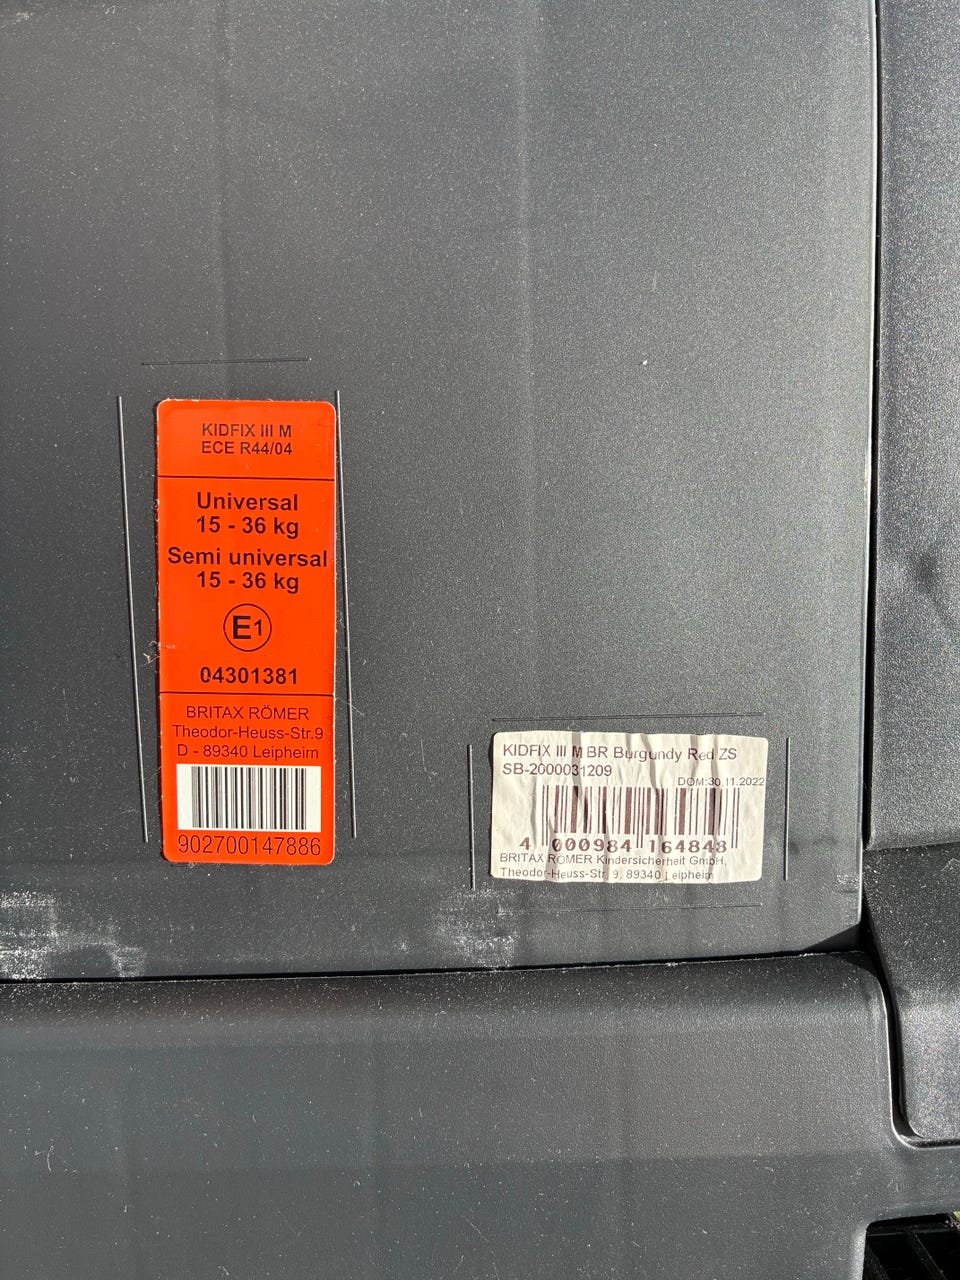 KIDFIX III M
ECE R44/04
Universal
15 - 36 kg
Semi universal
15 - 36 kg
E1
04301381
BRITAX RÖMER
Theodor-Heuss-Str.9
D - 89340 Leipheim
902700147886
KIDFIX III M BR Burgundy Red ZS
SB-2000031209
DOM:30.11.2022
4 000984 164848
BRITAX RÖMER Kindersicherheit GmbH,
Theodor-Heuss-Str. 9, 89340 Leipheim